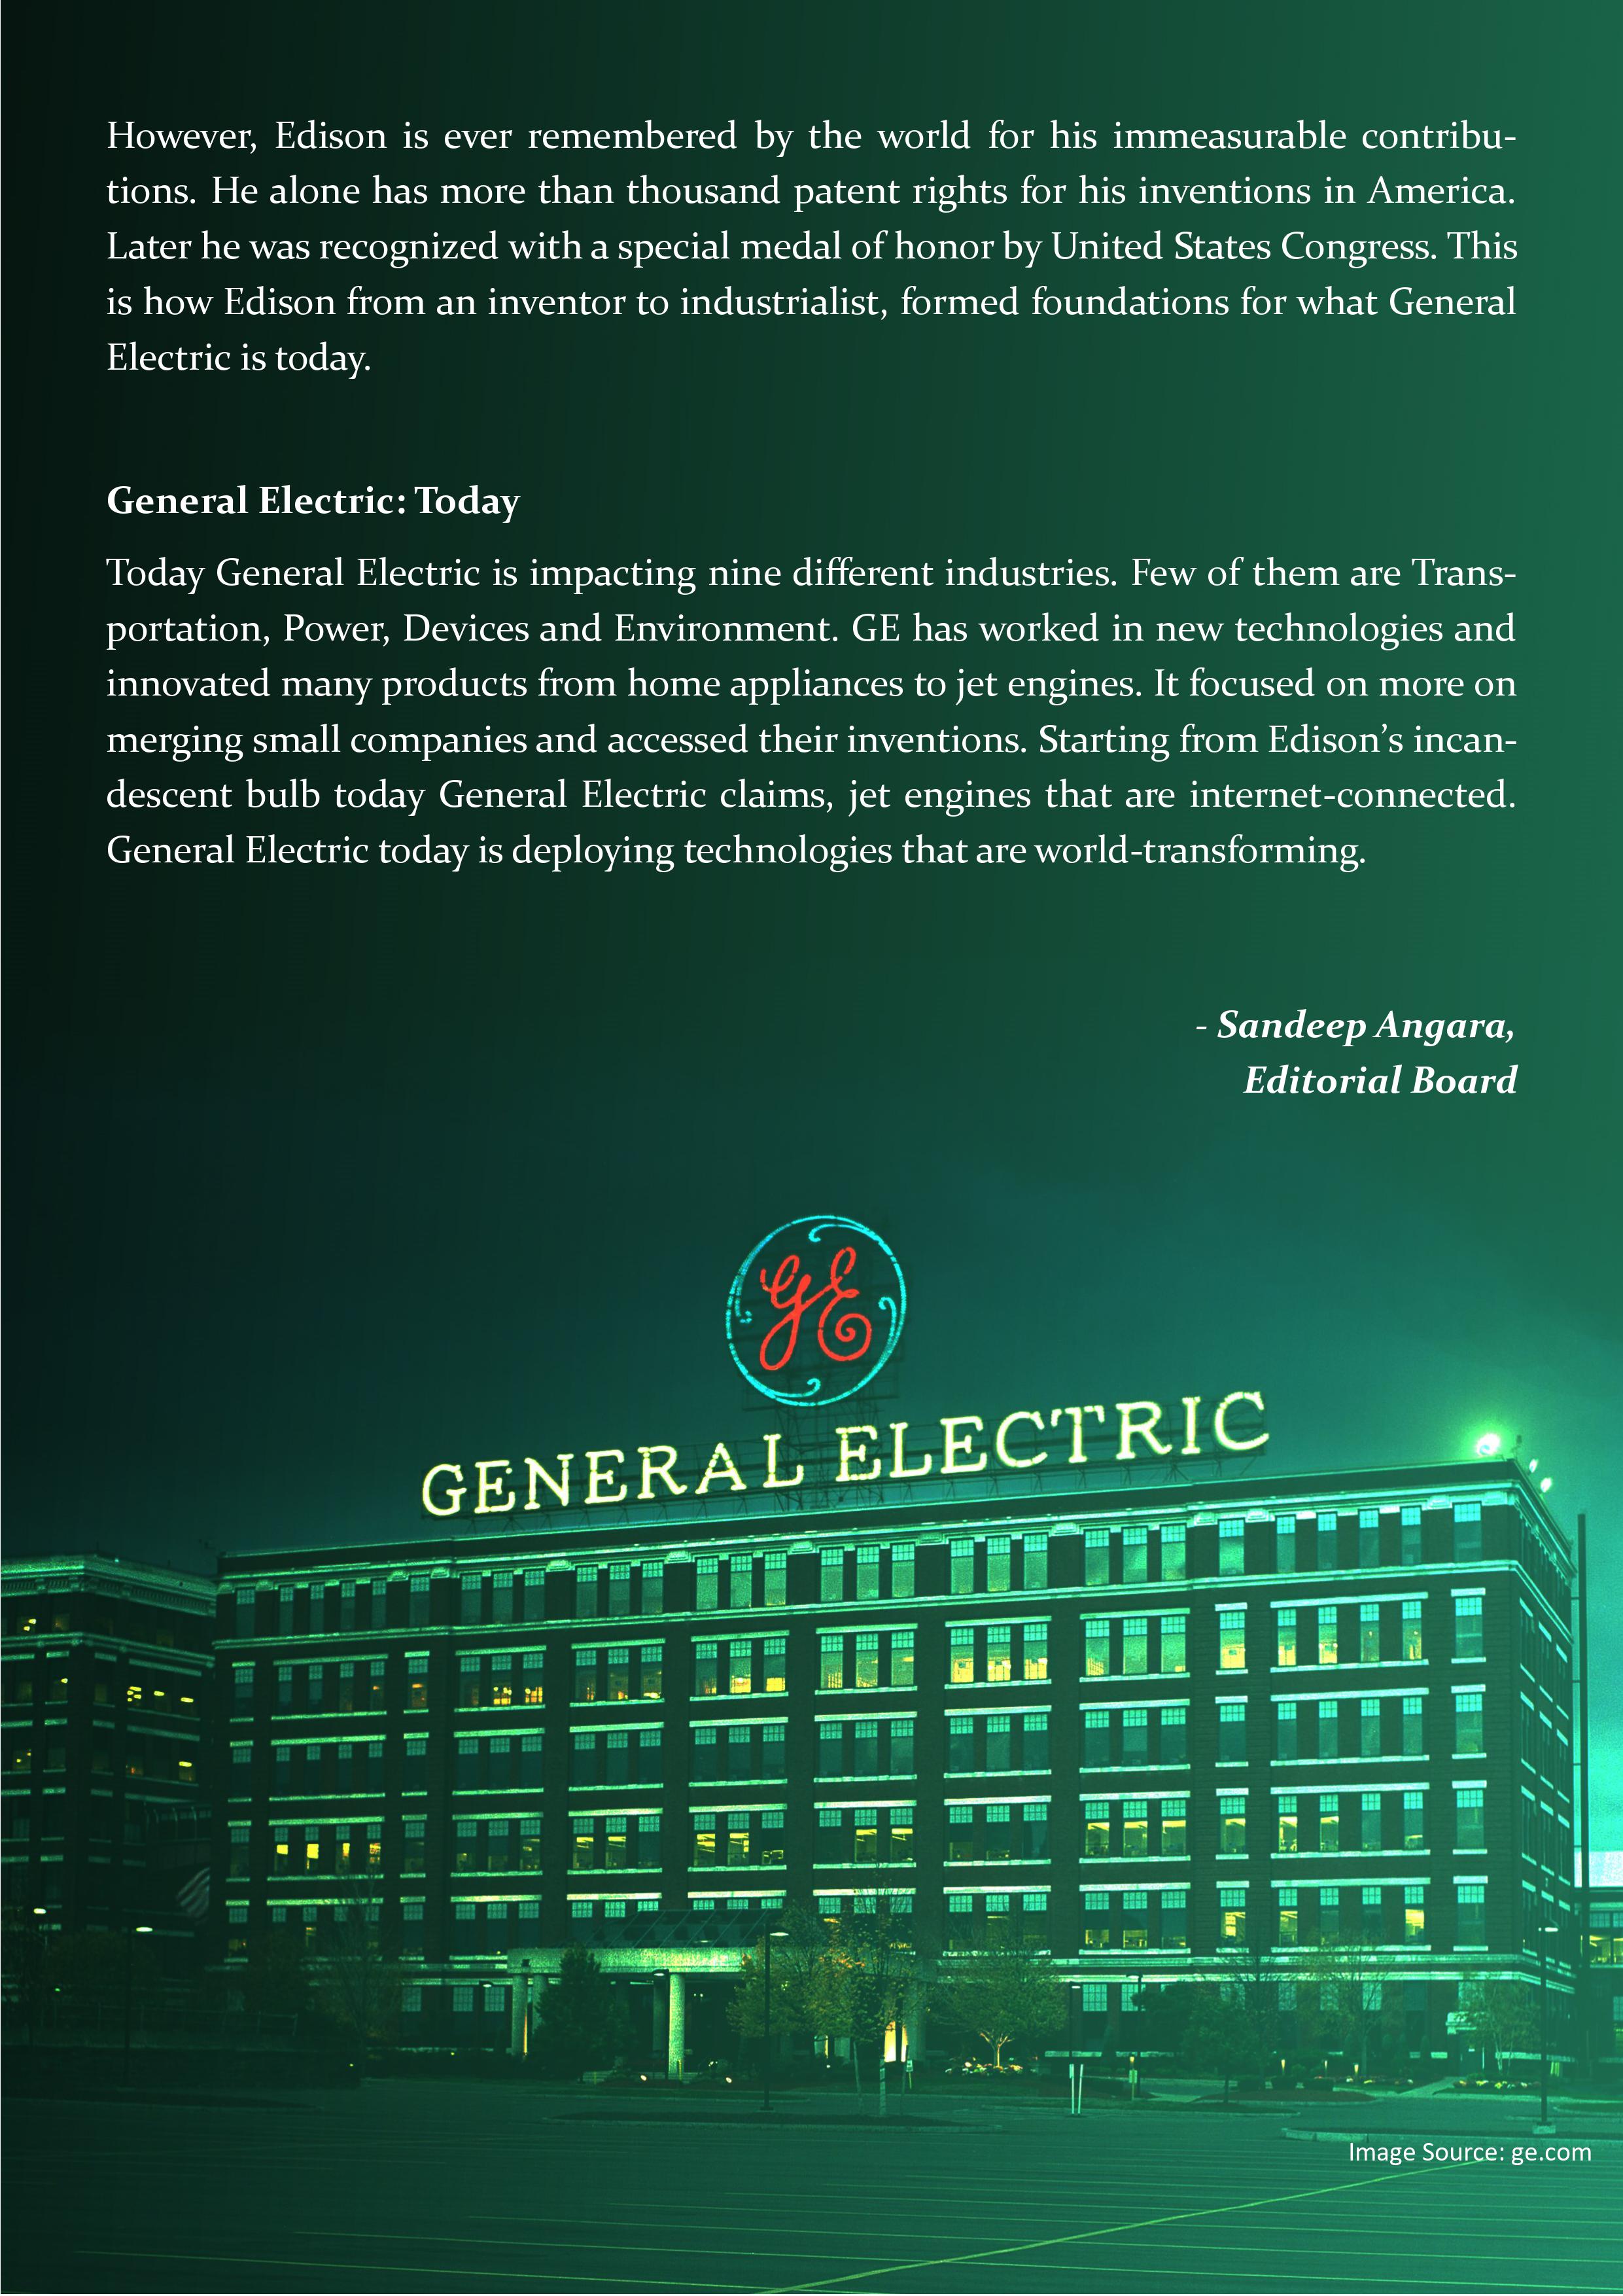 However, Edison is ever remembered by the world for his immeasurable contribu-
tions. He alone has more than thousand patent rights for his inventions in America.
Later he was recognized with a special medal of honor by United States Congress. This
is how Edison from an inventor to industrialist, formed foundations for what General
Electric is today.
General Electric: Today
Today General Electric is impacting nine different industries. Few of them are Trans-
portation, Power, Devices and Environment. GE has worked in new technologies and
innovated many products from home appliances to jet engines. It focused on more on
merging small companies and accessed their inventions. Starting from Edison’s incan-
descent bulb today General Electric claims, jet engines that are internet-connected.
General Electric today is deploying technologies that are world-transforming.
- Sandeep Angara,
Editorial Board
GE
GENERAL ELECTRIC
Image Source: ge.com